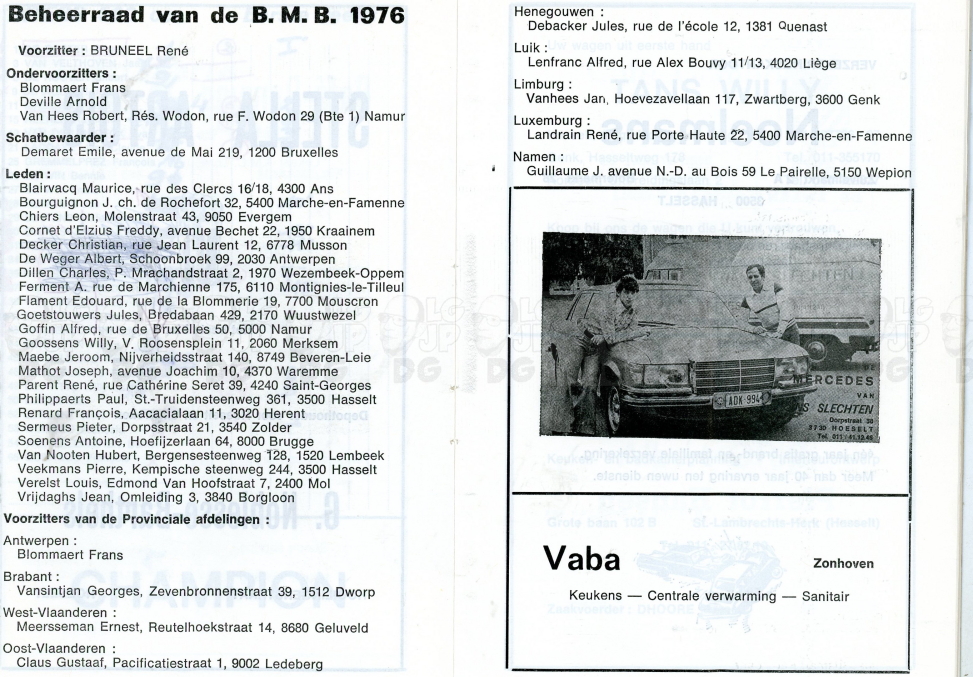 Beheerraad van de B. M. B. 1976
Voorzitter : BRUNEEL René
Ondervoorzitters :
Blommaert Frans
Deville Arnold
Van Hees Robert, Rés. Wodon, rue F. Wodon 29 (Bte 1) Namur
Schatbewaarder :
Demaret Emile, avenue de Mai 219, 1200 Bruxelles
Leden :
Blairvacq Maurice, rue des Clercs 16/18, 4300 Ans
Bourguignon J. ch. de Rochefort 32, 5400 Marche-en-Famenne
Chiers Leon, Molenstraat 43, 9050 Evergem
Cornet d'Elzius Freddy, avenue Bechet 22, 1950 Kraainem
Decker Christian, rue Jean Laurent 12, 6778 Musson
De Weger Albert, Schoonbroek 99, 2030 Antwerpen
Dillen Charles, P. Mrachandstraat 2, 1970 Wezembeek-Oppem
Ferment A. rue de Marchienne 175, 6110 Montignies-le-Tilleul
Flament Edouard, rue de la Blommerie 19, 7700 Mouscron
Goetstouwers Jules, Bredabaan 429, 2170 Wuustwezel
Goffin Alfred, rue de Bruxelles 50, 5000 Namur
Goossens Willy, V. Roosensplein 11, 2060 Merksem
Maebe Jeroom, Nijverheidsstraat 140, 8749 Beveren-Leie
Mathot Joseph, avenue Joachim 10, 4370 Waremme
Parent René, rue Cathérine Seret 39, 4240 Saint-Georges
Philippaerts Paul, St.-Truidensteenweg 361, 3500 Hasselt
Renard François, Aacacialaan 11, 3020 Herent
Sermeus Pieter, Dorpsstraat 21, 3540 Zolder
Soenens Antoine, Hoefijzerlaan 64, 8000 Brugge
Van Nooten Hubert, Bergensesteenweg 128, 1520 Lembeek
Veekmans Pierre, Kempische steenweg 244, 3500 Hasselt
Verelst Louis, Edmond Van Hoofstraat 7, 2400 Mol
Vrijdaghs Jean, Omleiding 3, 3840 Borgloon
Voorzitters van de Provinciale afdelingen :
Antwerpen :
Blommaert Frans
Brabant :
Vansintjan Georges, Zevenbronnenstraat 39, 1512 Dworp
West-Vlaanderen :
Meersseman Ernest, Reutelhoekstraat 14, 8680 Geluveld
Oost-Vlaanderen :
Claus Gustaaf, Pacificatiestraat 1, 9002 Ledeberg
Henegouwen :
Debacker Jules, rue de l'école 12, 1381 Quenast
Luik :
Lenfranc Alfred, rue Alex Bouvy 11/13, 4020 Liège
Limburg :
Vanhees Jan, Hoevezavellaan 117, Zwartberg, 3600 Genk
Luxemburg :
Landrain René, rue Porte Haute 22, 5400 Marche-en-Famenne
Namen :
Guillaume J. avenue N.-D. au Bois 59 Le Pairelle, 5150 Wepion
DE
MERCEDES
VAN
SLECHTEN
Dorpstraat 38
3730 HOESELT
Tel. 011 / 41.12.45
ADK-994
Vaba
Zonhoven
Keukens — Centrale verwarming — Sanitair